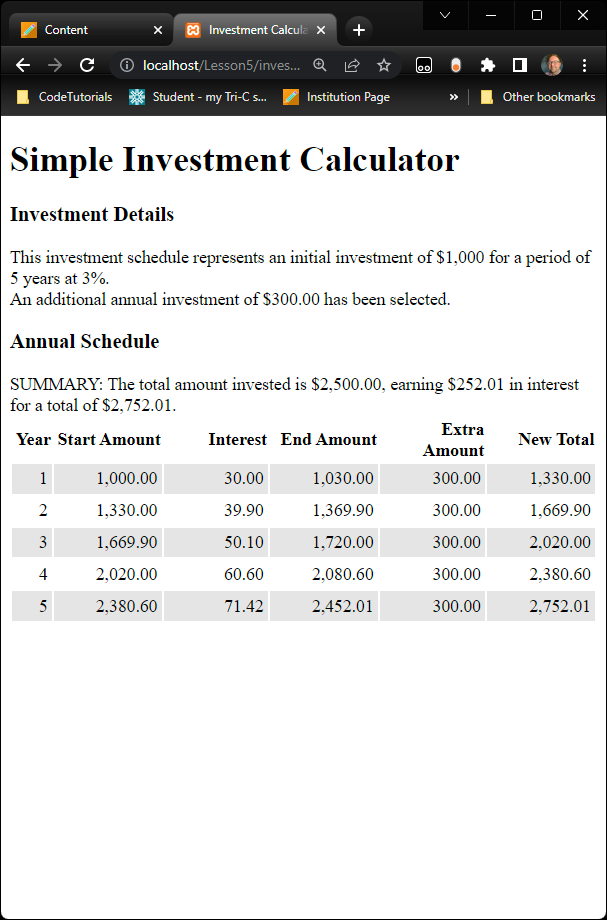 Content
Investment Calcula
localhost/Lesson5/inves...
CodeTutorials
Student - my Tri-C s...
Institution Page
»
Other bookmarks
Simple Investment Calculator
Investment Details
This investment schedule represents an initial investment of $1,000 for a period of
5 years at 3%.
An additional annual investment of $300.00 has been selected.
Annual Schedule
SUMMARY: The total amount invested is $2,500.00, earning $252.01 in interest
for a total of $2,752.01.
Year Start Amount Interest End Amount Extra Amount New Total
1 1,000.00 30.00 1,030.00 300.00 1,330.00
2 1,330.00 39.90 1,369.90 300.00 1,669.90
3 1,669.90 50.10 1,720.00 300.00 2,020.00
4 2,020.00 60.60 2,080.60 300.00 2,380.60
5 2,380.60 71.42 2,452.01 300.00 2,752.01